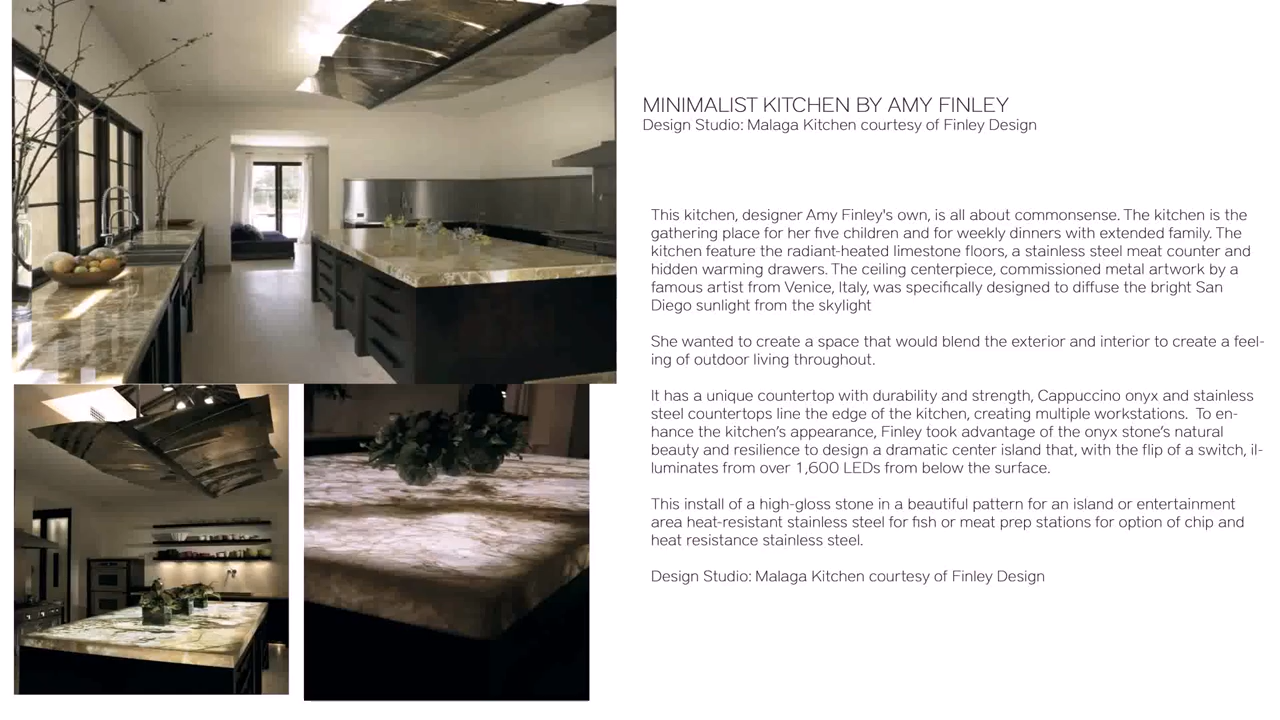 MINIMALIST KITCHEN BY AMY FINLEY
Design Studio: Malaga Kitchen courtesy of Finley Design
This kitchen, designer Amy Finley's own, is all about commonsense. The kitchen is the
gathering place for her five children and for weekly dinners with extended family. The
kitchen feature the radiant-heated limestone floors, a stainless steel meat counter and
hidden warming drawers. The ceiling centerpiece, commissioned metal artwork by a
famous artist from Venice, Italy, was specifically designed to diffuse the bright San
Diego sunlight from the skylight
She wanted to create a space that would blend the exterior and interior to create a feel-
ing of outdoor living throughout.
It has a unique countertop with durability and strength, Cappuccino onyx and stainless
steel countertops line the edge of the kitchen, creating multiple workstations.  To en-
hance the kitchen's appearance, Finley took advantage of the onyx stone's natural
beauty and resilience to design a dramatic center island that, with the flip of a switch, il-
luminates from over 1,600 LEDs from below the surface.
This install of a high-gloss stone in a beautiful pattern for an island or entertainment
area heat-resistant stainless steel for fish or meat prep stations for option of chip and
heat resistance stainless steel.
Design Studio: Malaga Kitchen courtesy of Finley Design